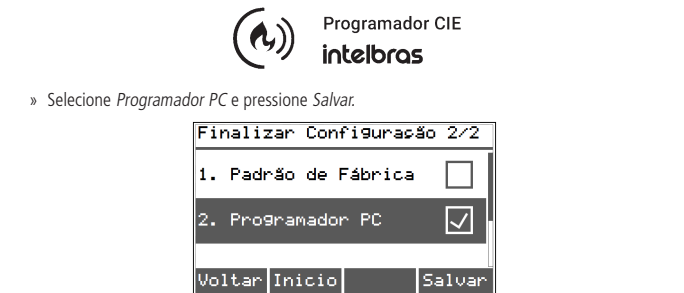 Programador CIE
intelbras
» Selecione Programador PC e pressione Salvar.
Finalizar Configuração 2/2
1. Padrão de Fábrica
2. Programador PC
Voltar Inicio Salvar